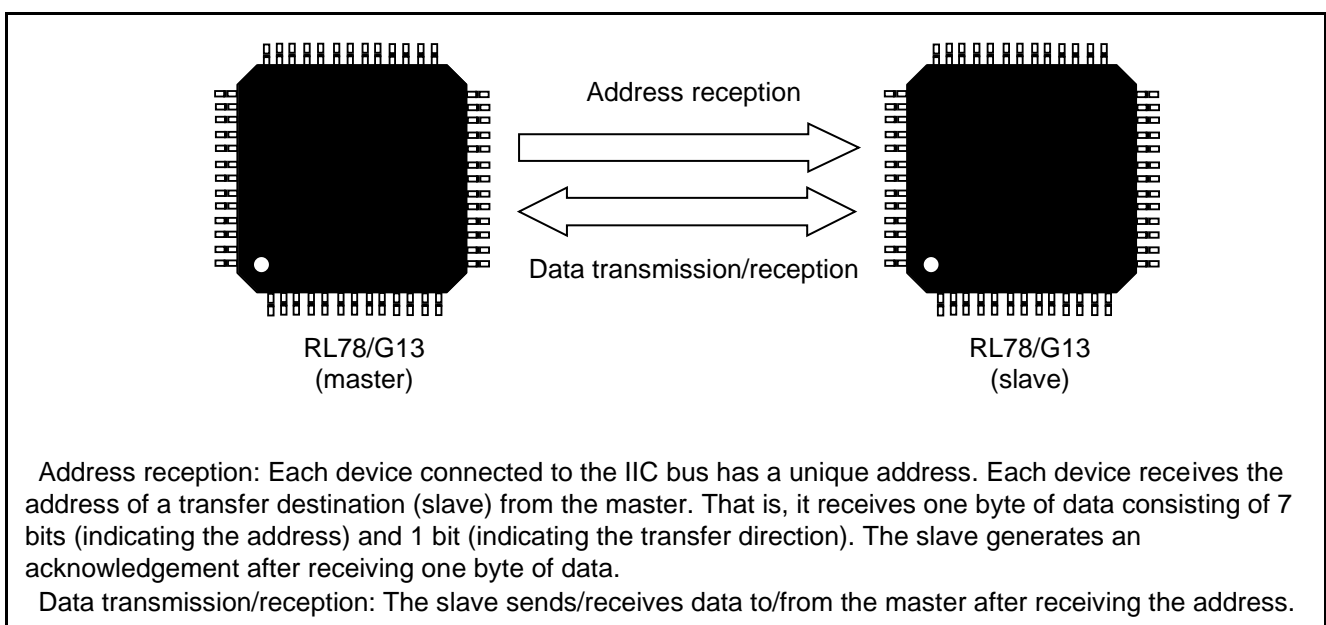 Address reception
Data transmission/reception
RL78/G13
(master)
RL78/G13
(slave)
Address reception: Each device connected to the IIC bus has a unique address. Each device receives the
address of a transfer destination (slave) from the master. That is, it receives one byte of data consisting of 7
bits (indicating the address) and 1 bit (indicating the transfer direction). The slave generates an
acknowledgement after receiving one byte of data.
Data transmission/reception: The slave sends/receives data to/from the master after receiving the address.